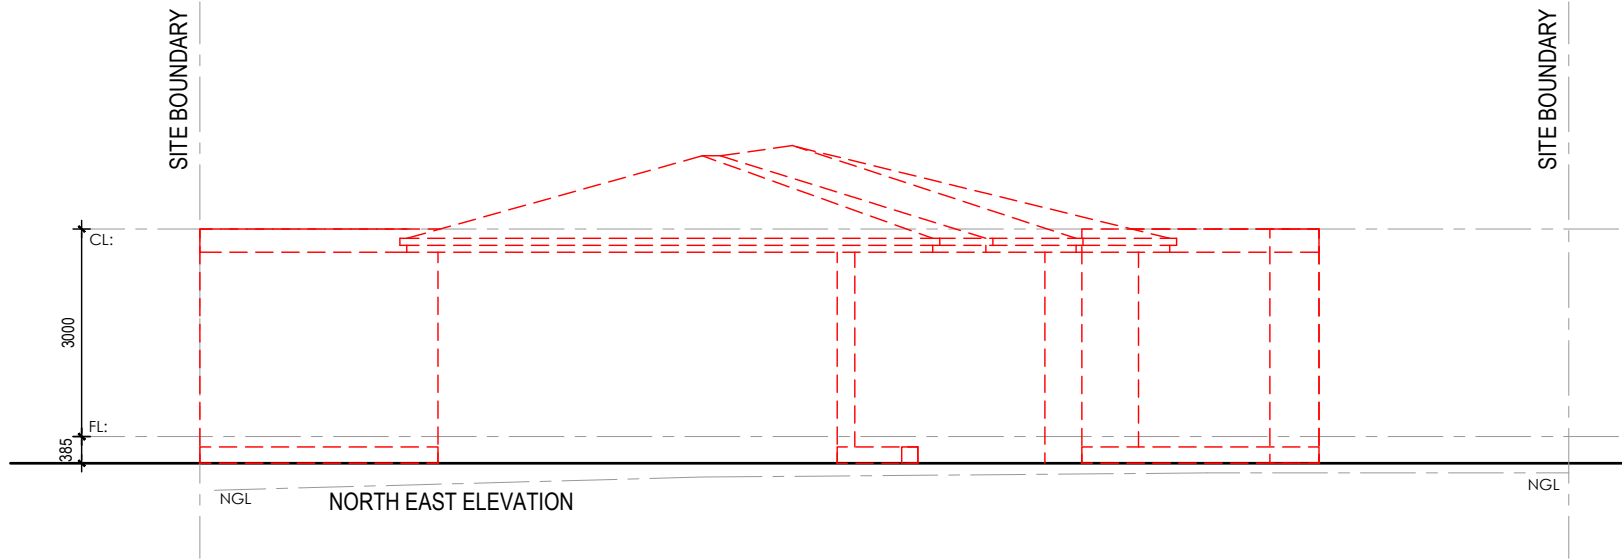 SITE BOUNDARY
SITE BOUNDARY
CL:
3000
FL:
385
NGL
NORTH EAST ELEVATION
NGL